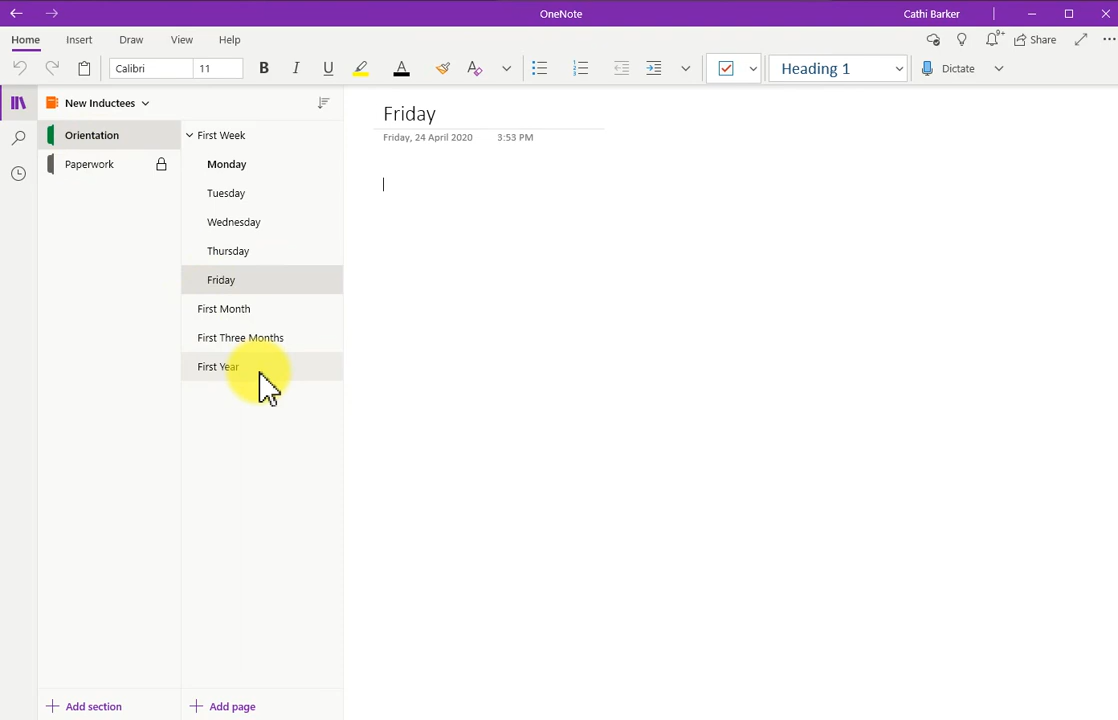 OneNote
Cathi Barker
Home Insert Draw View Help
Share
Calibri 11 B I U A Heading 1 Dictate
New Inductees
Orientation
Paperwork
First Week
Monday
Tuesday
Wednesday
Thursday
Friday
First Month
First Three Months
First Year
Add section
Add page
Friday
Friday, 24 April 2020 3:53 PM